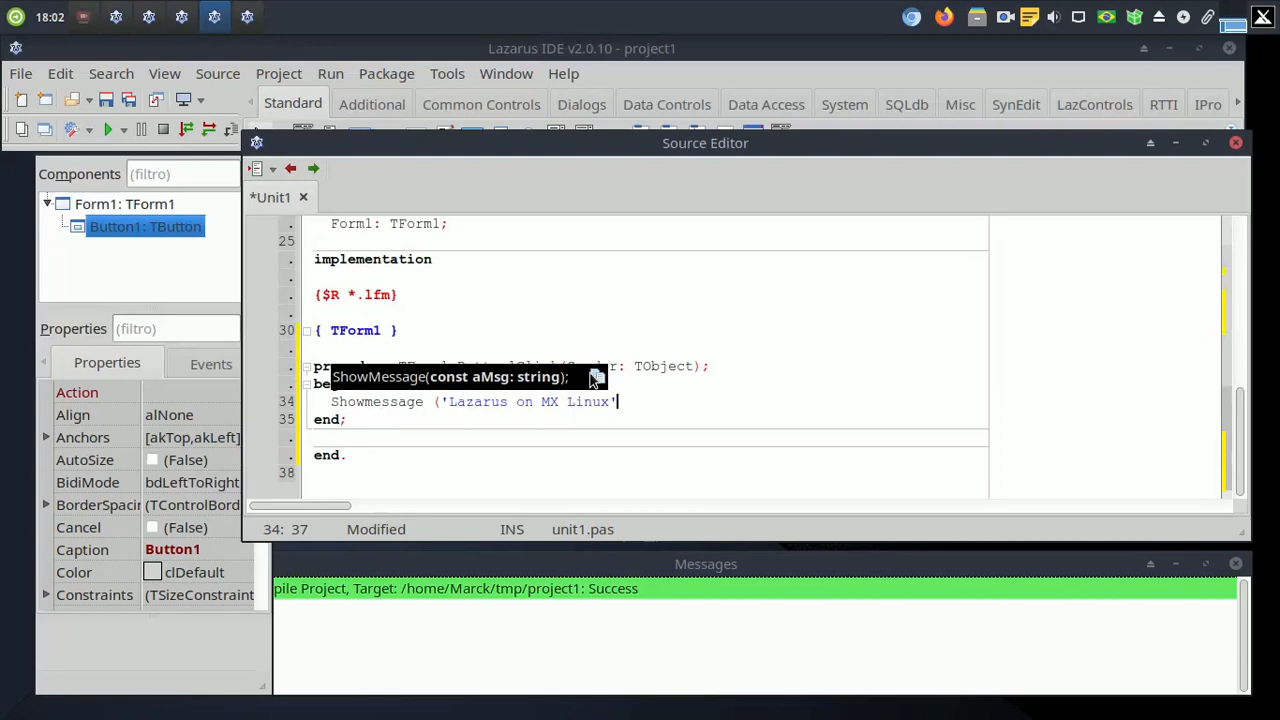 18:02
Lazarus IDE v2.0.10 - project1
File Edit Search View Source Project Run Package Tools Window Help
Standard Additional Common Controls Dialogs Data Controls Data Access System SQLdb Misc SynEdit LazControls RTTI IPro
Source Editor
Components (filtro)
*Unit1
Form1: TForm1
Button1: TButton
Form1: TForm1;
25
implementation
{$R *.lfm}
30 { TForm1 }
: TObject);
ShowMessage(const aMsg: string);
be
34 Showmessage ('Lazarus on MX Linux'
35 end;
end.
38
34: 37 Modified INS unit1.pas
Properties (filtro)
Properties Events
Action
Align alNone
Anchors [akTop,akLeft]
AutoSize (False)
BidiMode bdLeftToRight
BorderSpacin (TControlBord
Cancel (False)
Caption Button1
Color clDefault
Constraints (TSizeConstraint
Messages
pile Project, Target: /home/Marck/tmp/project1: Success